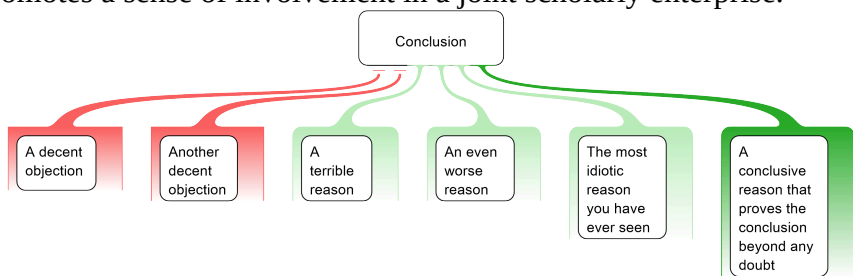 a sense of involvement in a joint scholarly enterprise.
Conclusion
A decent
objection
Another
decent
objection
A
terrible
reason
An even
worse
reason
The most
idiotic
reason
you have
ever seen
A
conclusive
reason that
proves the
conclusion
beyond any
doubt